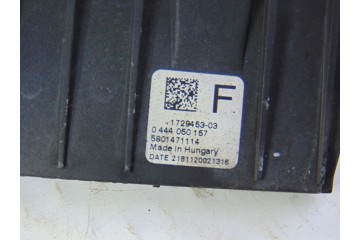 F
1729453-03
0 444 050 157
5801471114
Made in Hungary
DATE 2181120021316